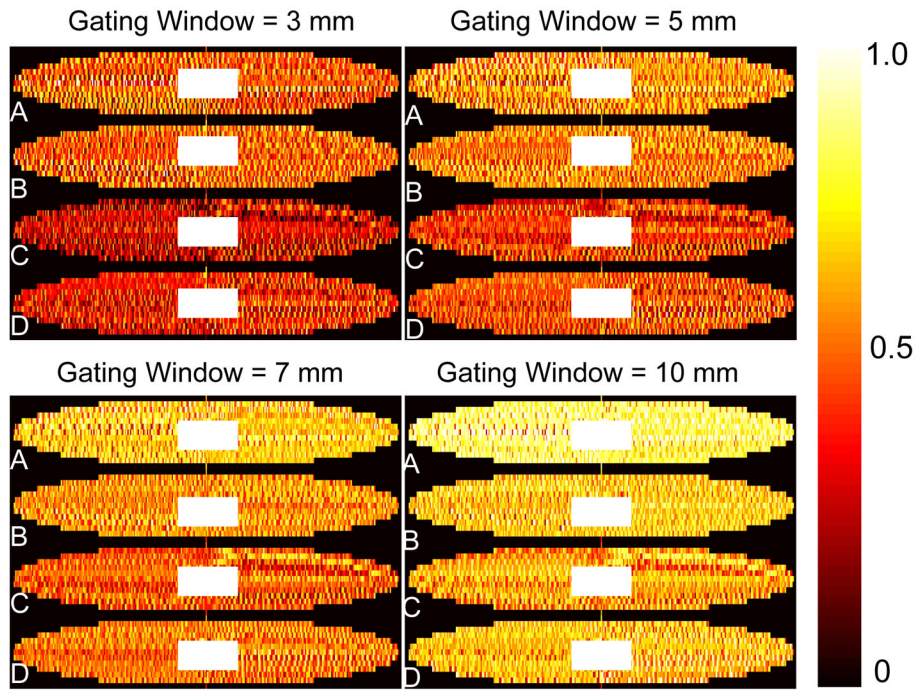 Gating Window = 3 mm
Gating Window = 5 mm
A
B
C
D
A
B
C
D
1.0
0.5
0
Gating Window = 7 mm
Gating Window = 10 mm
A
B
C
D
A
B
C
D